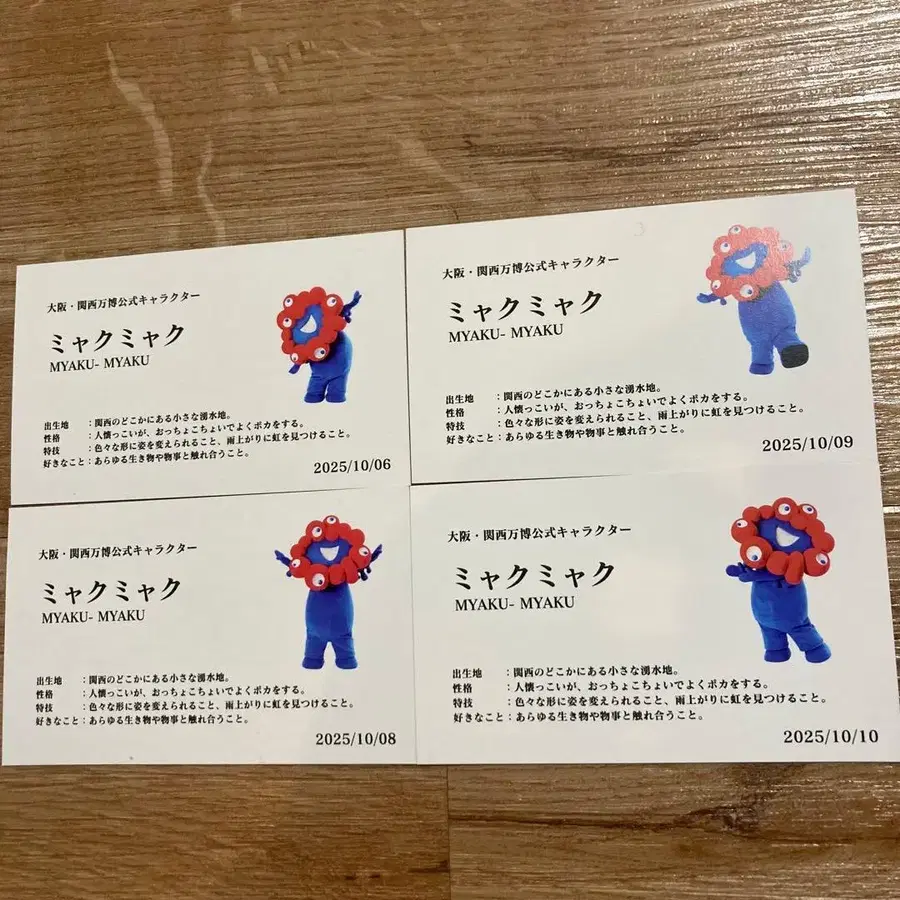 大阪・関西万博公式キャラクター
ミャクミャク
MYAKU- MYAKU
出生地　：関西のどこかにある小さな湧水地。
性格　　：人懐っこいが、おっちょこちょいでよくポカをする。
特技　　：色々な形に姿を変えられること、雨上がりに虹を見つけること。
好きなこと：あらゆる生き物や物事と触れ合うこと。
2025/10/06
大阪・関西万博公式キャラクター
ミャクミャク
MYAKU- MYAKU
出生地　：関西のどこかにある小さな湧水地。
性格　　：人懐っこいが、おっちょこちょいでよくポカをする。
特技　　：色々な形に姿を変えられること、雨上がりに虹を見つけること。
好きなこと：あらゆる生き物や物事と触れ合うこと。
2025/10/09
大阪・関西万博公式キャラクター
ミャクミャク
MYAKU- MYAKU
出生地　：関西のどこかにある小さな湧水地。
性格　　：人懐っこいが、おっちょこちょいでよくポカをする。
特技　　：色々な形に姿を変えられること、雨上がりに虹を見つけること。
好きなこと：あらゆる生き物や物事と触れ合うこと。
2025/10/08
大阪・関西万博公式キャラクター
ミャクミャク
MYAKU- MYAKU
出生地　：関西のどこかにある小さな湧水地。
性格　　：人懐っこいが、おっちょこちょいでよくポカをする。
特技　　：色々な形に姿を変えられること、雨上がりに虹を見つけること。
好きなこと：あらゆる生き物や物事と触れ合うこと。
2025/10/10